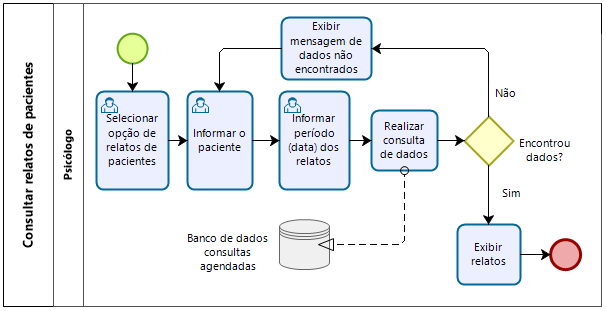 Consultar relatos de pacientes
Psicólogo
Exibir
mensagem de
dados não
encontrados
Selecionar
opção de
relatos de
pacientes
Informar o
paciente
Informar
período
(data) dos
relatos
Realizar
consulta
de dados
Não
Encontrou
dados?
Sim
Banco de dados
consultas
agendadas
Exibir
relatos